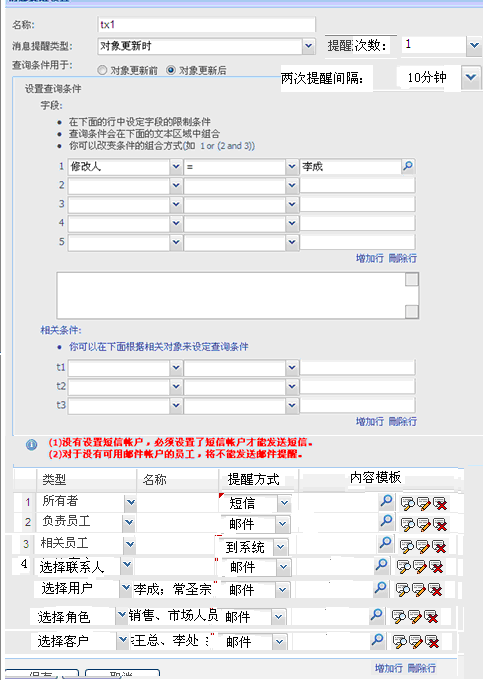 名称: tx1
消息提醒类型: 对象更新时 提醒次数: 1
查询条件用于: 对象更新前 对象更新后 两次提醒间隔: 10分钟
设置查询条件
字段:
在下面的行中设定字段的限制条件
查询条件会在下面的文本区域中组合
你可以改变条件的组合方式(如 1 or (2 and 3))
1 修改人 = 李成
2
3
4
5
增加行 删除行
相关条件:
你可以在下面根据相关对象来设定查询条件
t1
t2
t3
增加行 删除行
(1)没有设置短信帐户，必须设置了短信帐户才能发送短信。
(2)对于没有可用邮件帐户的员工，将不能发送邮件提醒。
类型 名称 提醒方式 内容模板
1 所有者 短信
2 负责员工 邮件
3 相关员工 到系统
4 选择联系人 邮件
选择用户 李成；常圣宗 邮件
选择角色 销售、市场人员 邮件
选择客户 王总、李处 邮件
增加行 删除行